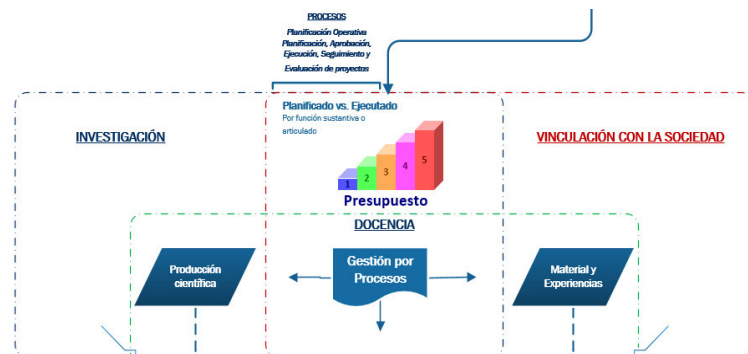 PROCESOS
Planificación Operativa
Planificación, Aprobación,
Ejecución, Seguimiento y
Evaluación de proyectos
Planificado vs. Ejecutado
Por función sustantiva o
articulado
INVESTIGACIÓN
VINCULACIÓN CON LA SOCIEDAD
1 2 3 4 5
Presupuesto
DOCENCIA
Producción
científica
Gestión por
Procesos
Material y
Experiencias